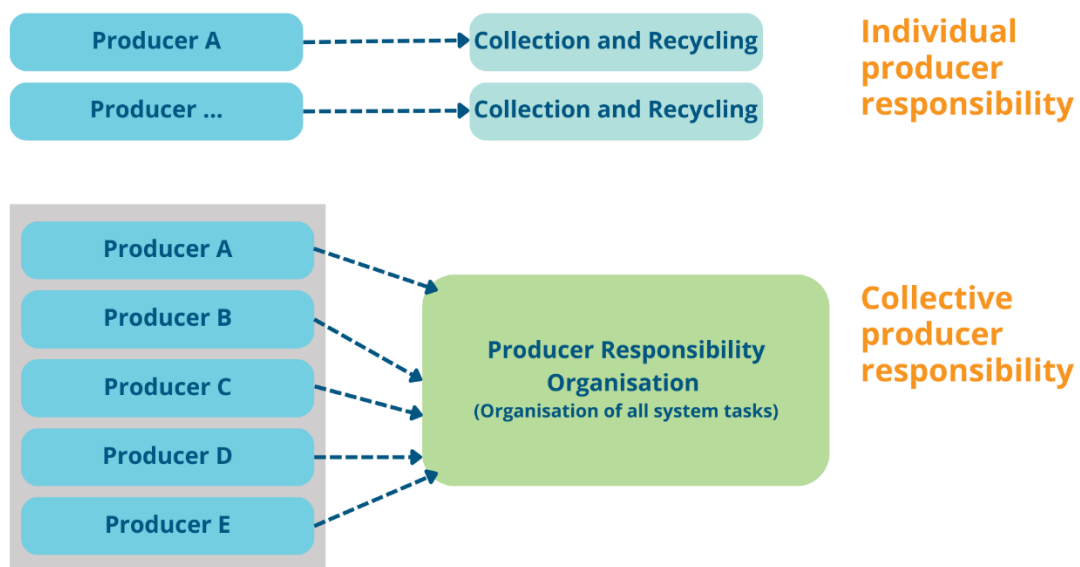 Producer A
Collection and Recycling
Individual
producer
responsibility
Producer ...
Collection and Recycling
Producer A
Producer B
Producer C
Producer D
Producer E
Producer Responsibility
Organisation
(Organisation of all system tasks)
Collective
producer
responsibility